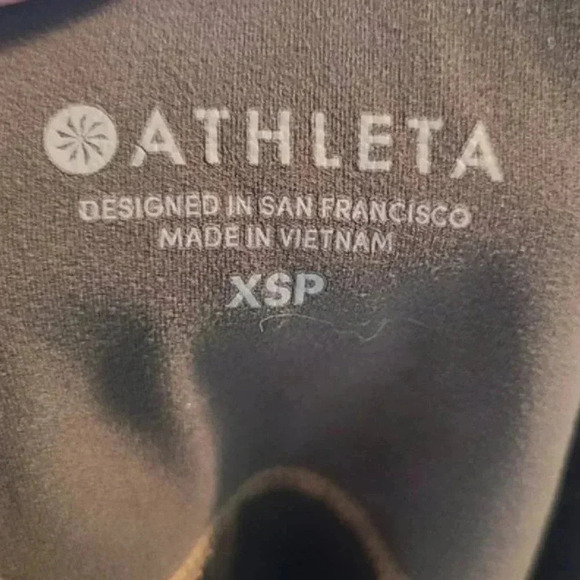 ATHLETA
DESIGNED IN SAN FRANCISCO
MADE IN VIETNAM
XSP